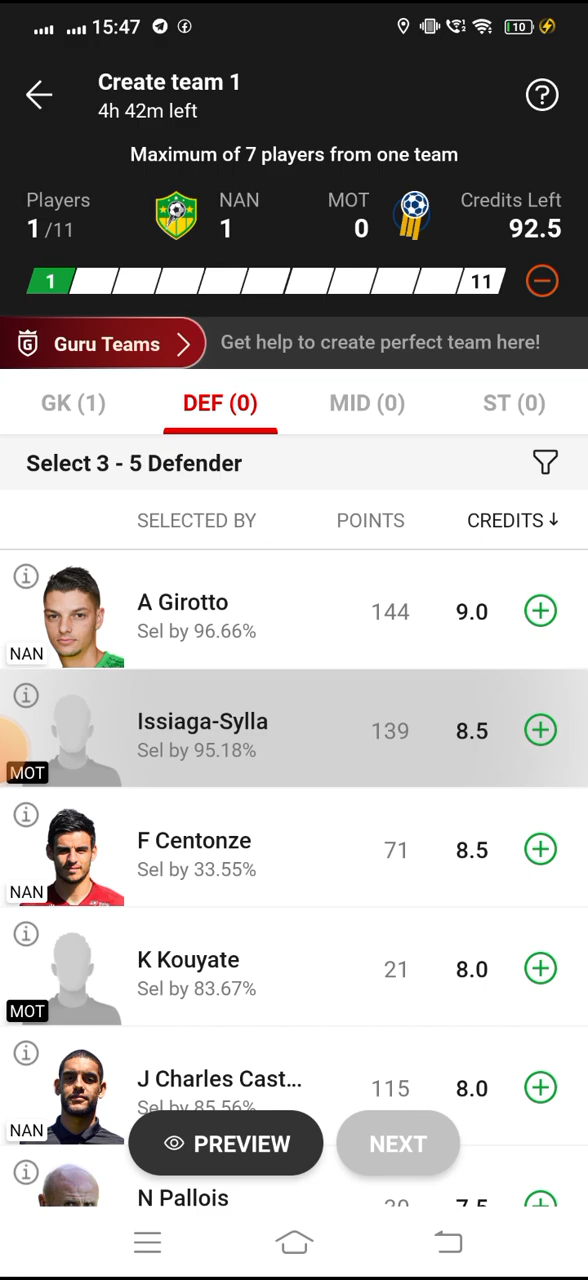 15:47 10
Create team 1
4h 42m left
Maximum of 7 players from one team
Players NAN MOT Credits Left
1/11 1 0 92.5
1 11
G Guru Teams Get help to create perfect team here!
GK (1) DEF (0) MID (0) ST (0)
Select 3 - 5 Defender
SELECTED BY POINTS CREDITS↓
A Girotto 144 9.0
Sel by 96.66%
NAN
Issiaga-Sylla 139 8.5
Sel by 95.18%
MOT
F Centonze 71 8.5
Sel by 33.55%
NAN
K Kouyate 21 8.0
Sel by 83.67%
MOT
J Charles Cast... 115 8.0
Sel by 85.56%
NAN
PREVIEW NEXT
N Pallois